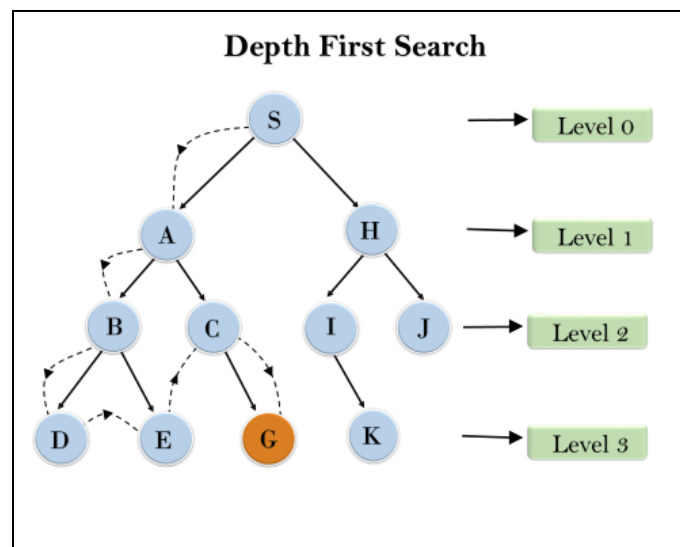 Depth First Search
S
Level 0
A
H
Level 1
B
C
I
J
Level 2
D
E
G
K
Level 3